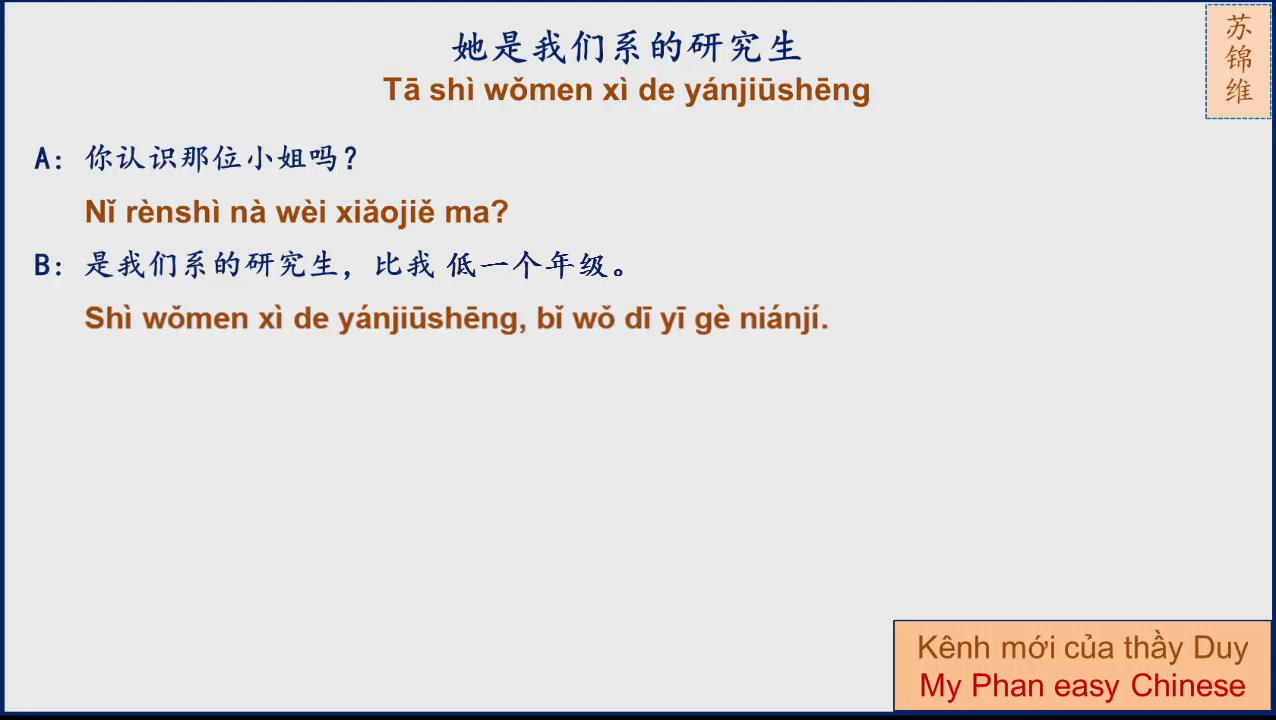 她是我们系的研究生
Tā shì wǒmen xì de yánjiūshēng
苏锦维
A: 你认识那位小姐吗?
Nǐ rènshì nà wèi xiǎojiě ma?
B: 是我们系的研究生，比我 低一个年级。
Shì wǒmen xì de yánjiūshēng, bǐ wǒ dī yī gè niánjí.
Kênh mới của thầy Duy
My Phan easy Chinese